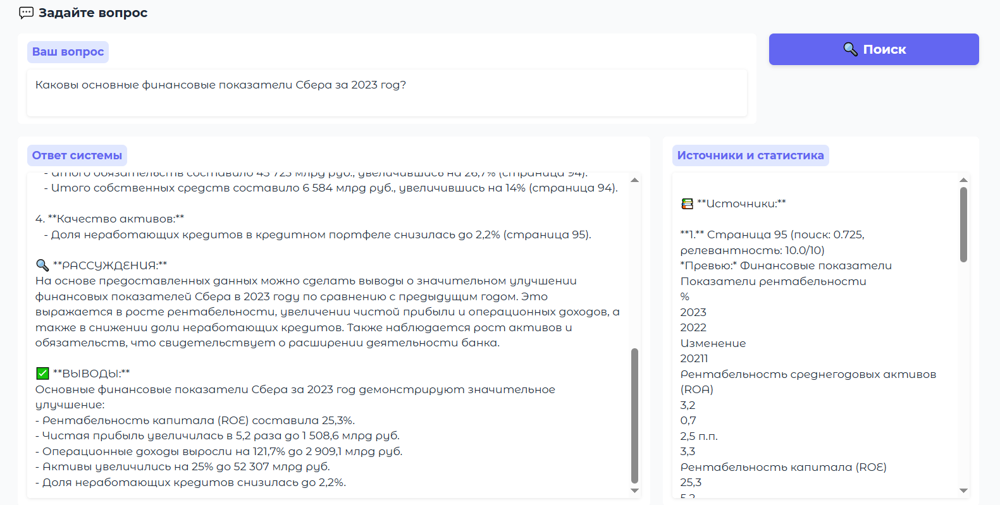 💬 Задайте вопрос
Ваш вопрос
🔍 Поиск
Каковы основные финансовые показатели Сбера за 2023 год?
Ответ системы
- Итого обязательств составило 45 723 млрд руб., увеличившись на 26,7% (страница 94).
- Итого собственных средств составило 6 584 млрд руб., увеличившись на 14% (страница 94).
4. **Качество активов:**
- Доля неработающих кредитов в кредитном портфеле снизилась до 2,2% (страница 95).
🔍 **РАССУЖДЕНИЯ:**
На основе предоставленных данных можно сделать выводы о значительном улучшении
финансовых показателей Сбера в 2023 году по сравнению с предыдущим годом. Это
выражается в росте рентабельности, увеличении чистой прибыли и операционных доходов, а
также в снижении доли неработающих кредитов. Также наблюдается рост активов и
обязательств, что свидетельствует о расширении деятельности банка.
✅ **ВЫВОДЫ:**
Основные финансовые показатели Сбера за 2023 год демонстрируют значительное
улучшение:
- Рентабельность капитала (ROE) составила 25,3%.
- Чистая прибыль увеличилась в 5,2 раза до 1 508,6 млрд руб.
- Операционные доходы выросли на 121,7% до 2 909,1 млрд руб.
- Активы увеличились на 25% до 52 307 млрд руб.
- Доля неработающих кредитов снизилась до 2,2%.
Источники и статистика
📚 **Источники:**
**1.** Страница 95 (поиск: 0.725,
релевантность: 10.0/10)
*Превью:* Финансовые показатели
Показатели рентабельности
%
2023
2022
Изменение
20211
Рентабельность среднегодовых активов
(ROA)
3,2
0,7
2,5 п.п.
3,3
Рентабельность капитала (ROE)
25,3
5,2